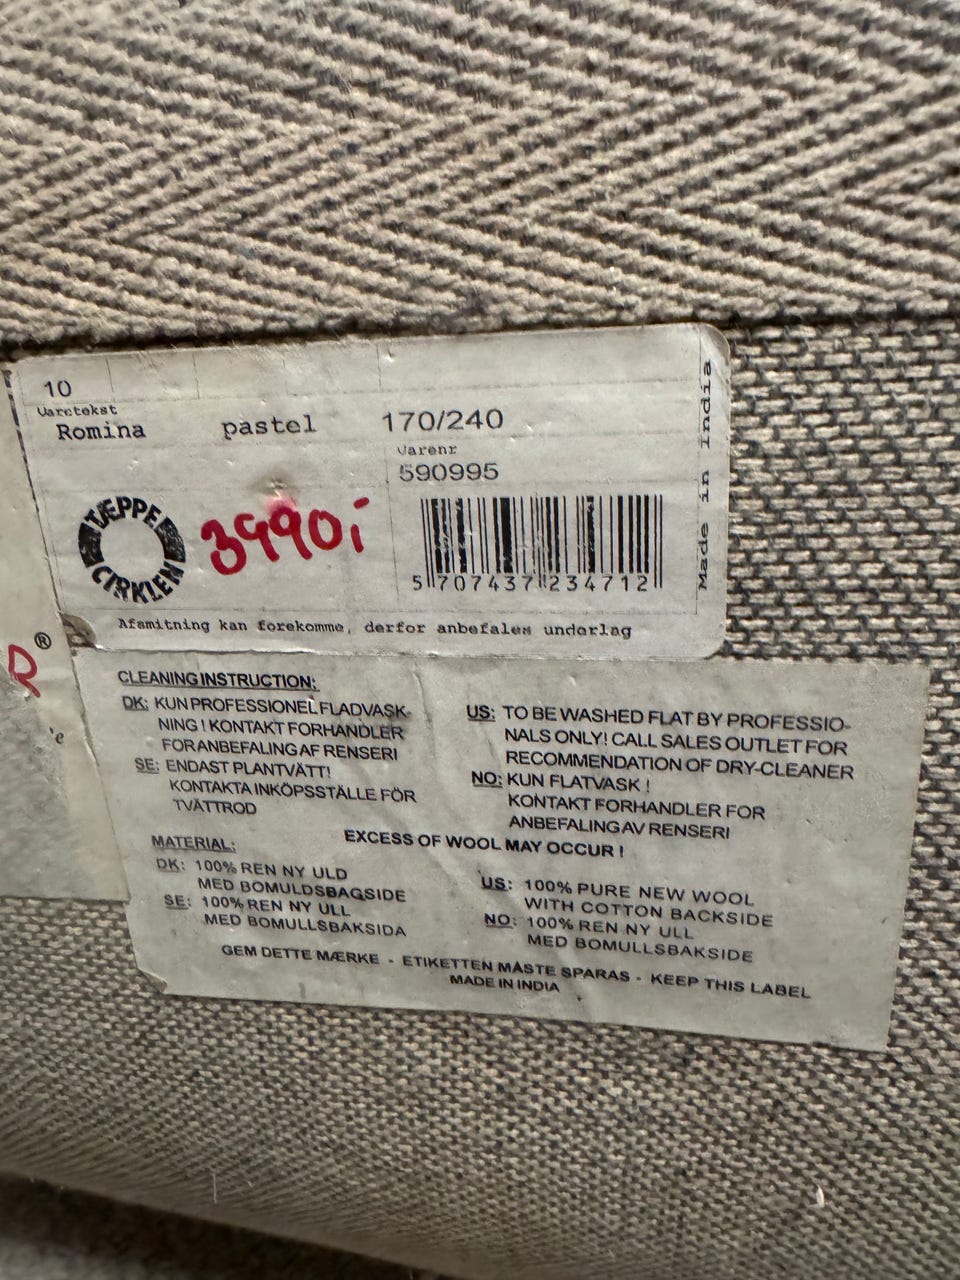 10
Varetekst
Romina pastel 170/240
Varenr
590995
TÆPPE
CIRKLEN
3990
5 707437 234712
Made in India
Afsmitning kan forekomme, derfor anbefales underlag
R®
CLEANING INSTRUCTION:
DK: KUN PROFESSIONEL FLADVASK-
NING ! KONTAKT FORHANDLER
FOR ANBEFALING AF RENSERI
SE: ENDAST PLANTVÄTT!
KONTAKTA INKÖPSSTÄLLE FÖR
TVÄTTROD
US: TO BE WASHED FLAT BY PROFESSIO-
NALS ONLY! CALL SALES OUTLET FOR
RECOMMENDATION OF DRY-CLEANER
NO: KUN FLATVASK !
KONTAKT FORHANDLER FOR
ANBEFALING AV RENSERI
EXCESS OF WOOL MAY OCCUR !
MATERIAL:
DK: 100% REN NY ULD
MED BOMULDSBAGSIDE
SE: 100% REN NY ULL
MED BOMULLSBAKSIDA
US: 100% PURE NEW WOOL
WITH COTTON BACKSIDE
NO: 100% REN NY ULL
MED BOMULLSBAKSIDE
GEM DETTE MÆRKE - ETIKETTEN MÅSTE SPARAS - KEEP THIS LABEL
MADE IN INDIA